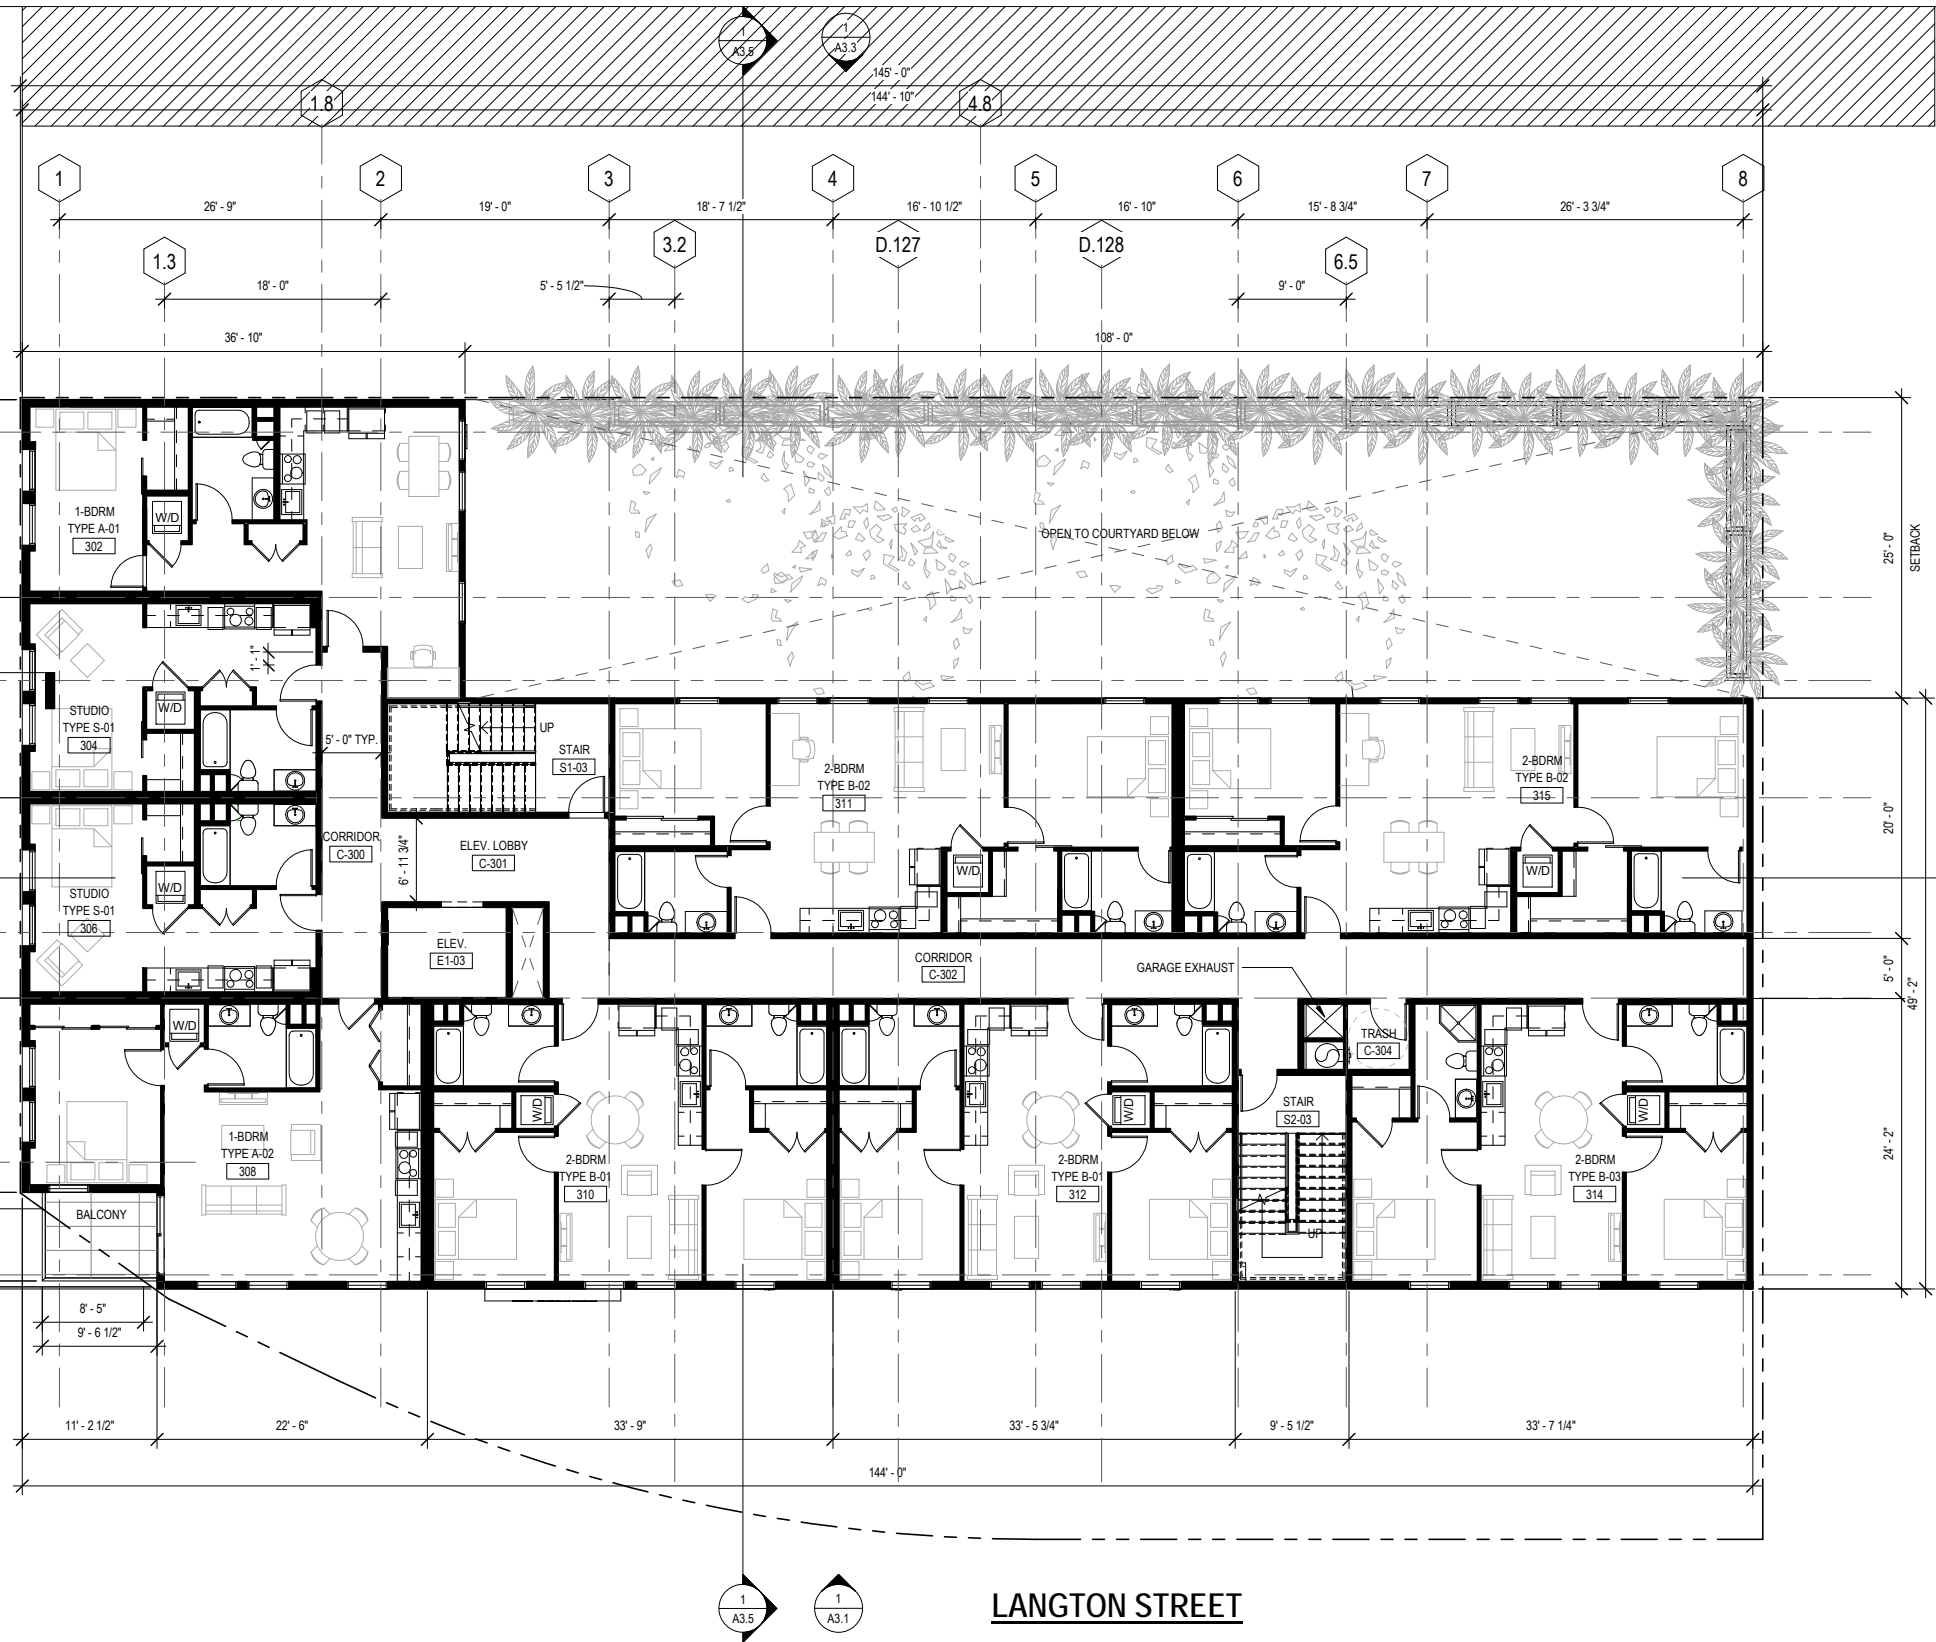 1
A3.5
1
A3.3
145' - 0"
144' - 10"
1.8
4.8
1
2
3
4
5
6
7
8
26' - 9"
19' - 0"
18' - 7 1/2"
16' - 10 1/2"
16' - 10"
15' - 8 3/4"
26' - 3 3/4"
1.3
3.2
D.127
D.128
6.5
18' - 0"
5' - 5 1/2"
9' - 0"
36' - 10"
108' - 0"
1-BDRM
TYPE A-01
302
W/D
OPEN TO COURTYARD BELOW
25' - 0"
SETBACK
1' - 1"
STUDIO
TYPE S-01
304
W/D
5' - 0" TYP.
UP
STAIR
S1-03
2-BDRM
TYPE B-02
311
2-BDRM
TYPE B-02
315
20' - 0"
CORRIDOR
C-300
6' - 11 3/4"
ELEV. LOBBY
C-301
W/D
W/D
STUDIO
TYPE S-01
306
W/D
ELEV.
E1-03
CORRIDOR
C-302
GARAGE EXHAUST
5' - 0"
49' - 2"
W/D
TRASH
C-304
1-BDRM
TYPE A-02
308
W/D
W/D
STAIR
S2-03
W/D
2-BDRM
TYPE B-01
310
2-BDRM
TYPE B-01
312
2-BDRM
TYPE B-03
314
24' - 2"
BALCONY
UP
8' - 5"
9' - 6 1/2"
11' - 2 1/2"
22' - 6"
33' - 9"
33' - 5 3/4"
9' - 5 1/2"
33' - 7 1/4"
144' - 0"
1
A3.5
1
A3.1
LANGTON STREET